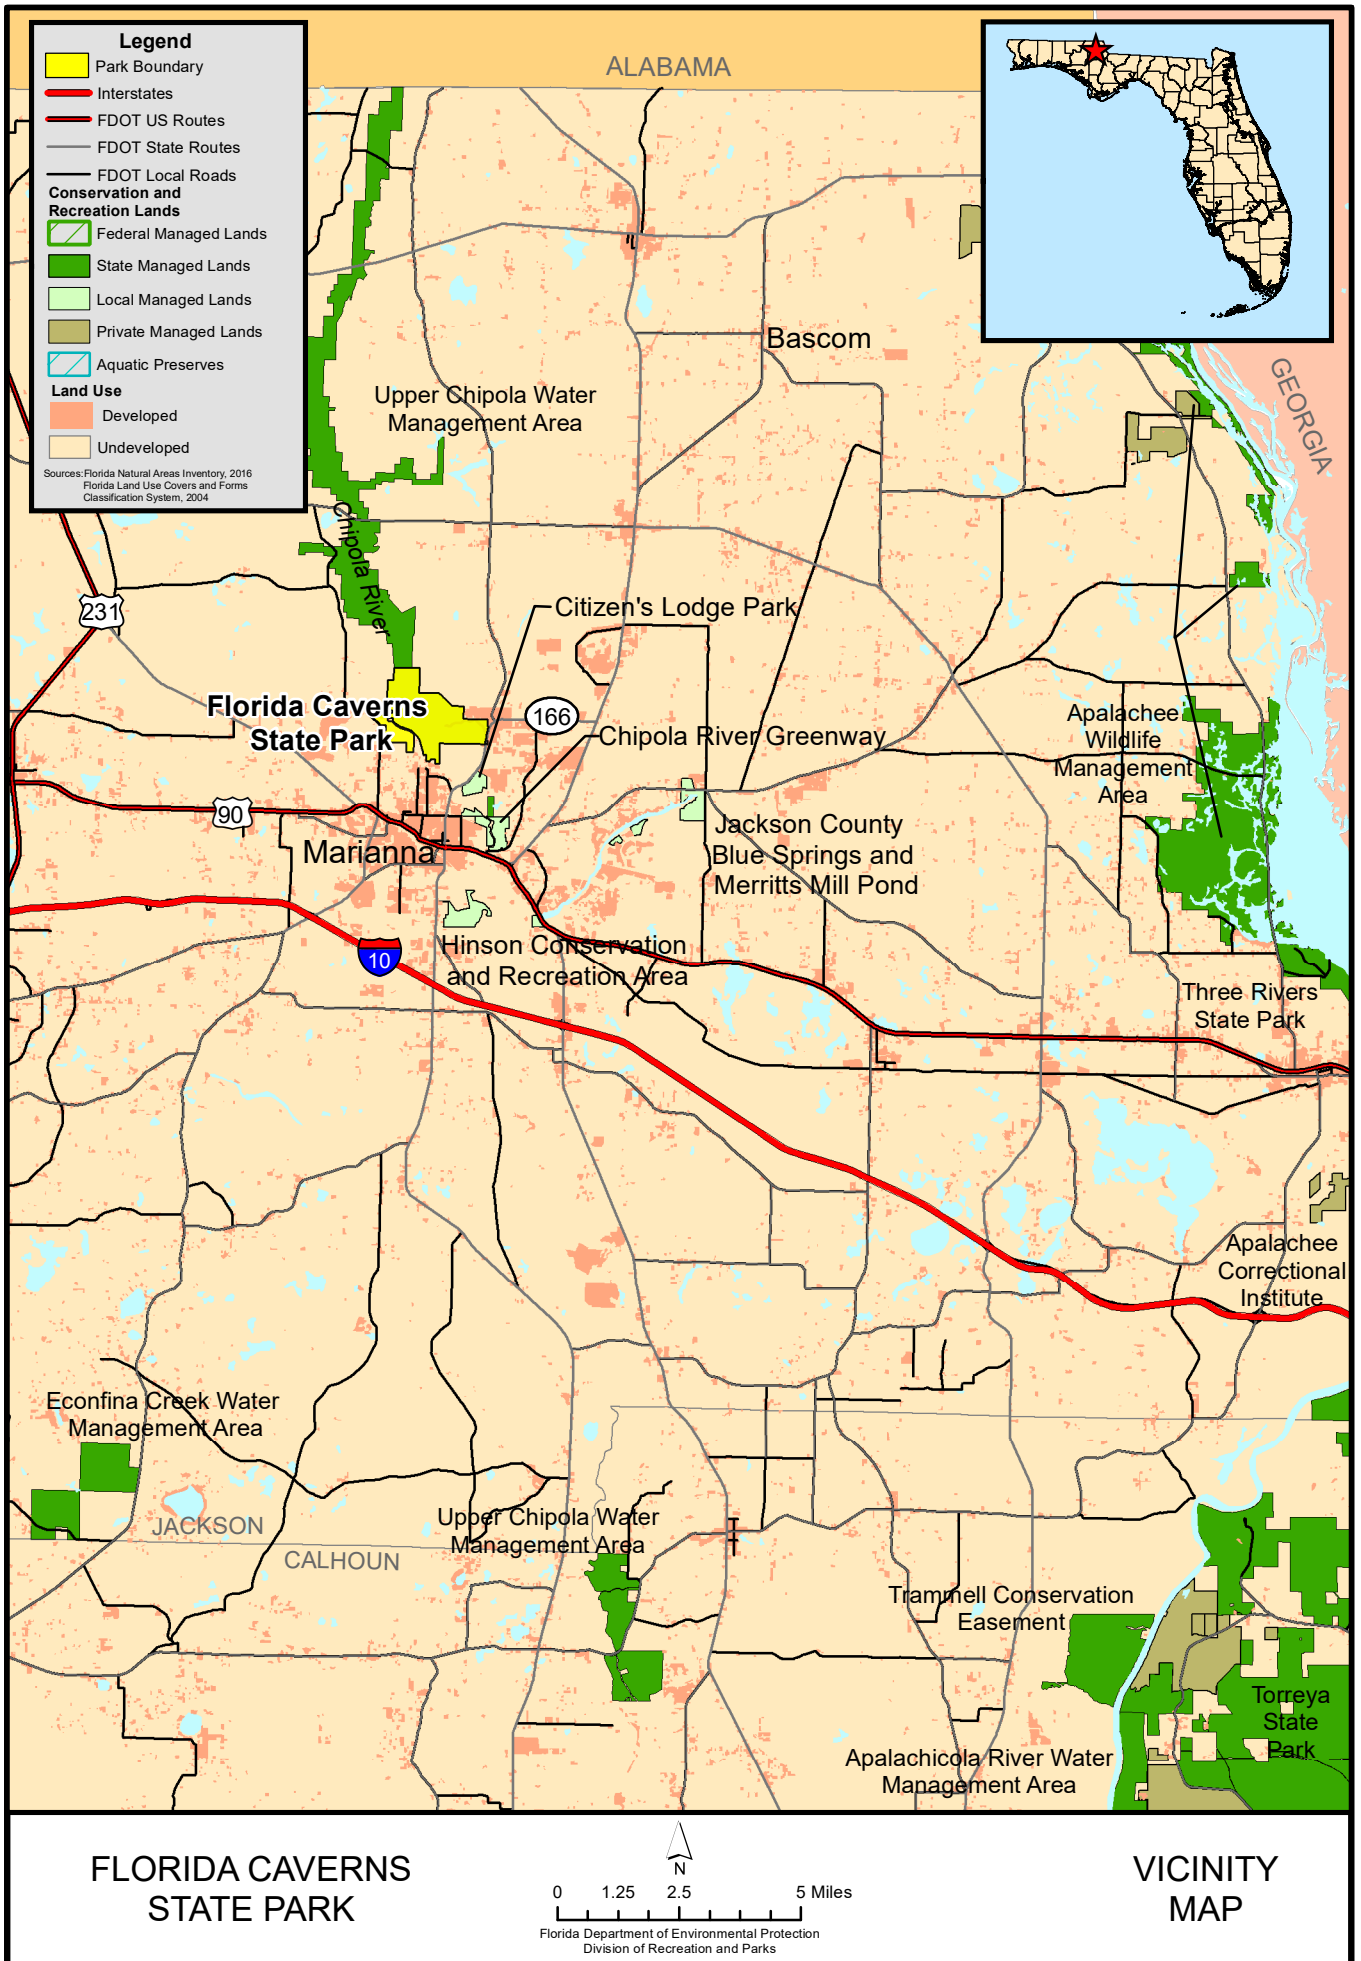 Legend
Park Boundary
Interstates
FDOT US Routes
FDOT State Routes
FDOT Local Roads
Conservation and
Recreation Lands
Federal Managed Lands
State Managed Lands
Local Managed Lands
Private Managed Lands
Aquatic Preserves
Land Use
Developed
Undeveloped
Sources:Florida Natural Areas Inventory, 2016
Florida Land Use Covers and Forms
Classification System, 2004
ALABAMA
GEORGIA
Bascom
Upper Chipola Water
Management Area
Chipola River
231
Citizen's Lodge Park
Florida Caverns
State Park
166
Chipola River Greenway
Apalachee
Wildlife
Management
Area
90
Marianna
Jackson County
Blue Springs and
Merritts Mill Pond
Hinson Conservation
and Recreation Area
10
Three Rivers
State Park
Apalachee
Correctional
Institute
Econfina Creek Water
Management Area
JACKSON
CALHOUN
Upper Chipola Water
Management Area
Trammell Conservation
Easement
Torreya
State
Park
Apalachicola River Water
Management Area
FLORIDA CAVERNS
STATE PARK
N
0 1.25 2.5 5 Miles
Florida Department of Environmental Protection
Division of Recreation and Parks
VICINITY
MAP